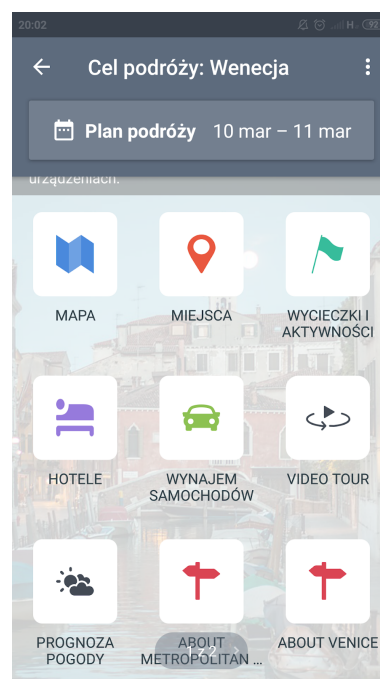 20:02
H
92
Cel podróży: Wenecja
Plan podróży 10 mar – 11 mar
urządzeniach.
MAPA
MIEJSCA
WYCIECZKI I
AKTYWNOŚCI
HOTELE
WYNAJEM
SAMOCHODÓW
VIDEO TOUR
PROGNOZA
POGODY
ABOUT
METROPOLITAN ...
ABOUT VENICE
1 z 2